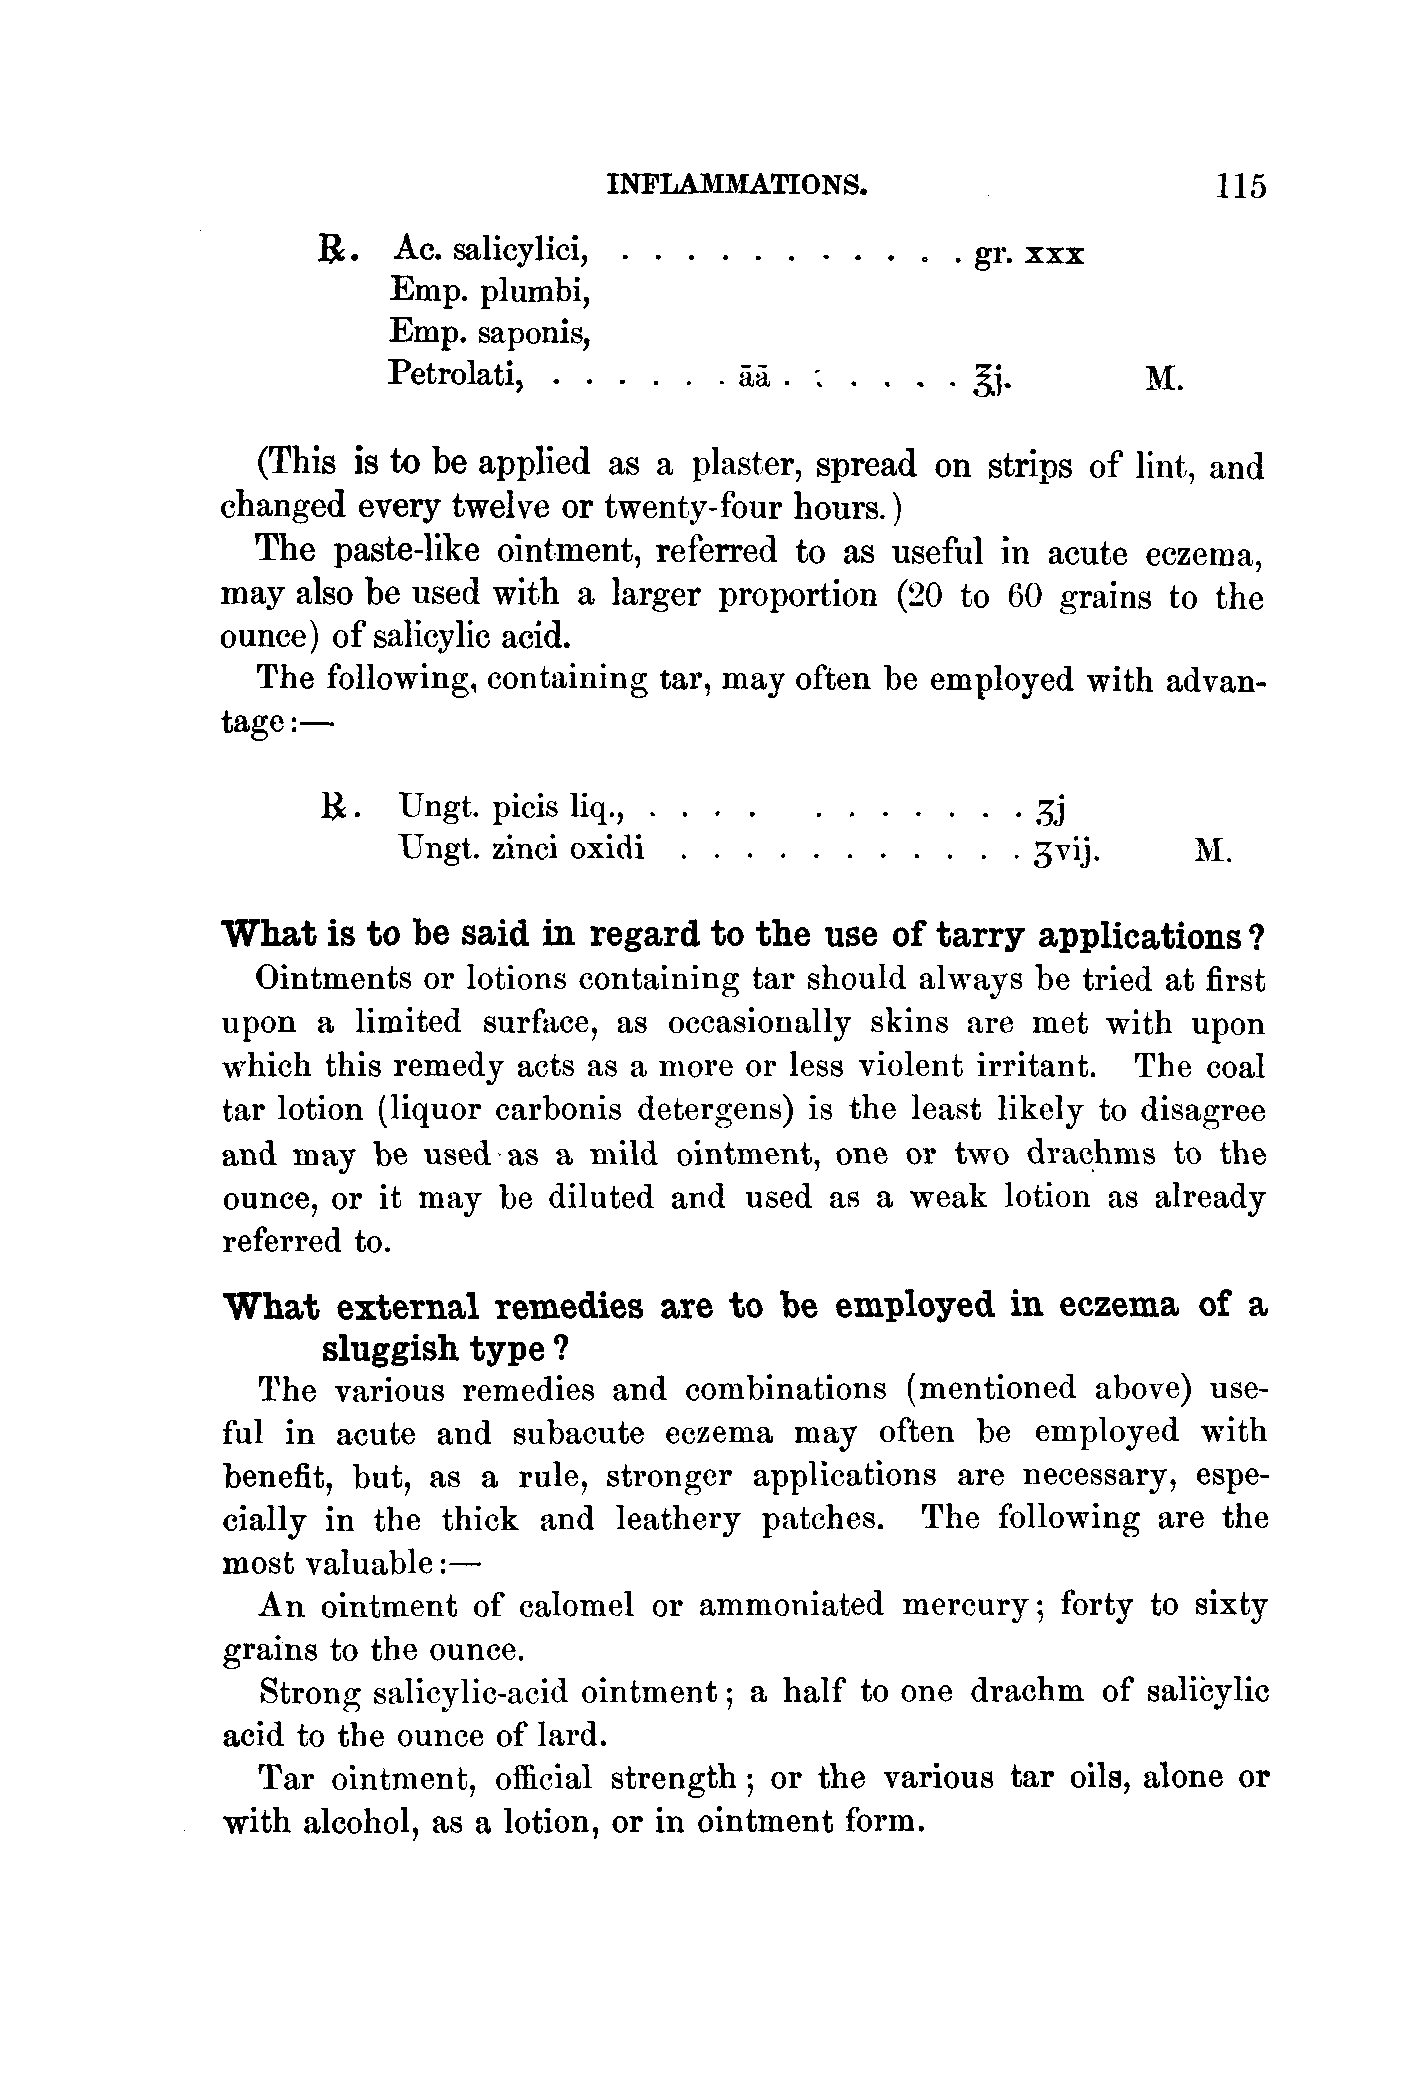 INFLAMMATIONS. 115
℞. Ac. salicylici, . . . . . . . . . . . gr. xxx
Emp. plumbi,
Emp. saponis,
Petrolati, . . . . . . āā . . . . . . ℥j. M.
(This is to be applied as a plaster, spread on strips of lint, and
changed every twelve or twenty-four hours.)
The paste-like ointment, referred to as useful in acute eczema,
may also be used with a larger proportion (20 to 60 grains to the
ounce) of salicylic acid.
The following, containing tar, may often be employed with advan-
tage:—
℞. Ungt. picis liq., . . . . . . . . . . . ʒj
Ungt. zinci oxidi . . . . . . . . . . . ʒvij. M.
What is to be said in regard to the use of tarry applications?
Ointments or lotions containing tar should always be tried at first
upon a limited surface, as occasionally skins are met with upon
which this remedy acts as a more or less violent irritant. The coal
tar lotion (liquor carbonis detergens) is the least likely to disagree
and may be used as a mild ointment, one or two drachms to the
ounce, or it may be diluted and used as a weak lotion as already
referred to.
What external remedies are to be employed in eczema of a
sluggish type?
The various remedies and combinations (mentioned above) use-
ful in acute and subacute eczema may often be employed with
benefit, but, as a rule, stronger applications are necessary, espe-
cially in the thick and leathery patches. The following are the
most valuable:—
An ointment of calomel or ammoniated mercury; forty to sixty
grains to the ounce.
Strong salicylic-acid ointment; a half to one drachm of salicylic
acid to the ounce of lard.
Tar ointment, official strength; or the various tar oils, alone or
with alcohol, as a lotion, or in ointment form.